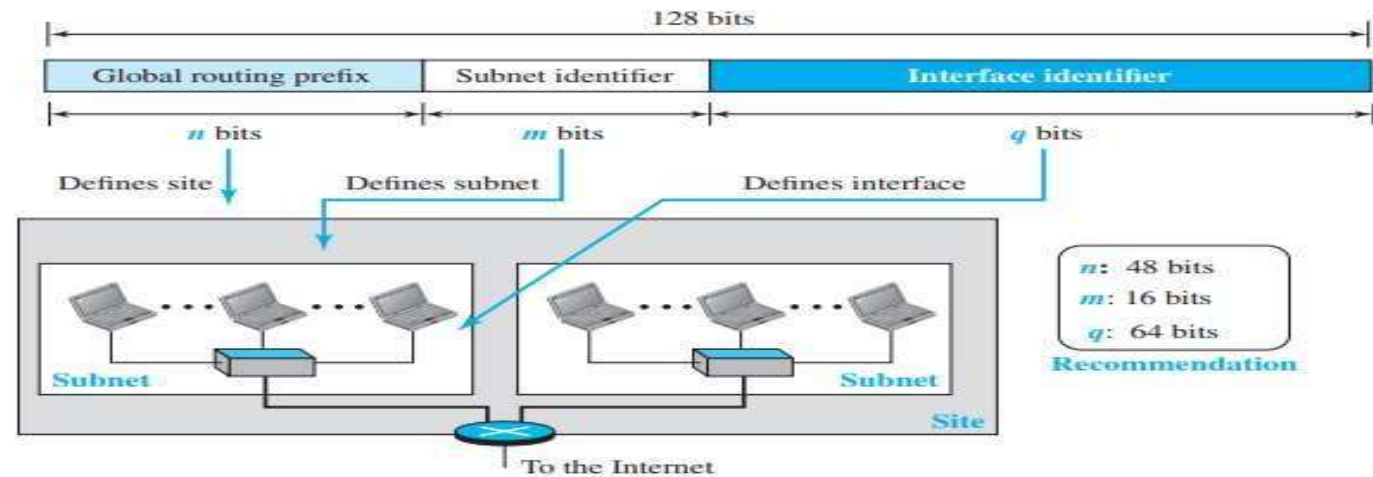 128 bits
Global routing prefix Subnet identifier Interface identifier
n bits m bits q bits
Defines site Defines subnet Defines interface
n: 48 bits
m: 16 bits
q: 64 bits
Recommendation
Subnet Subnet
Site
To the Internet